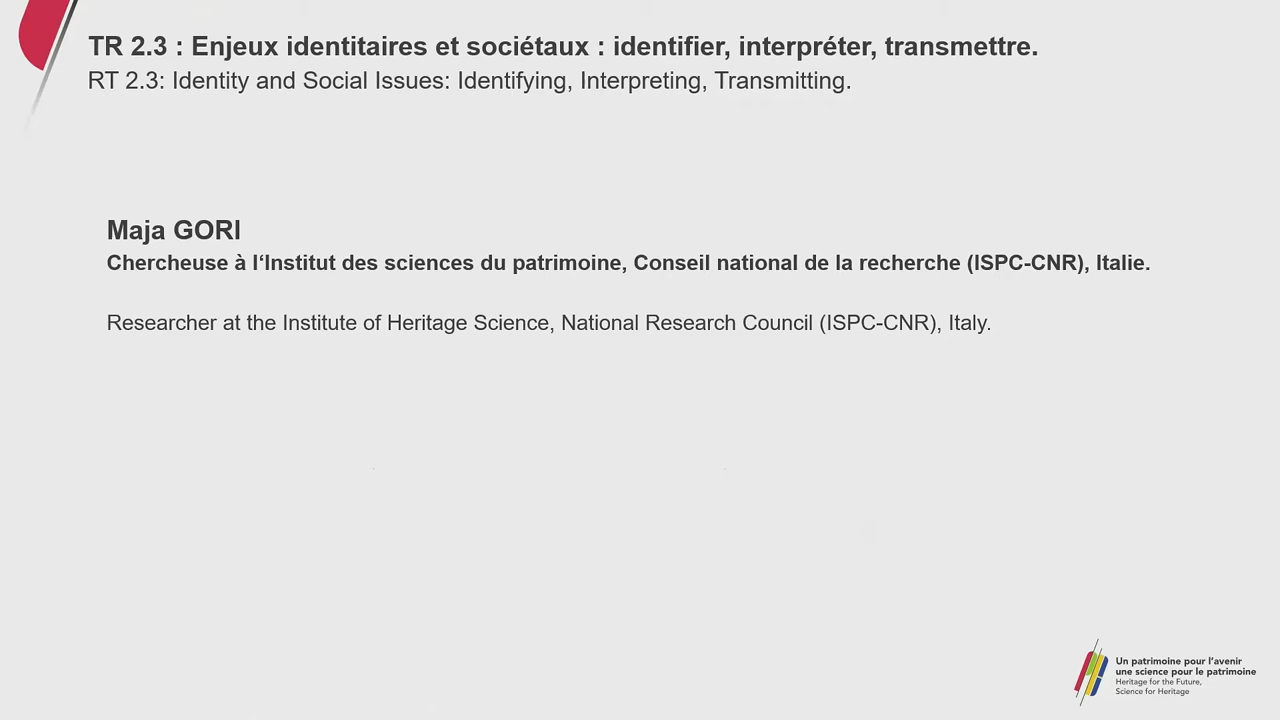 TR 2.3 : Enjeux identitaires et sociétaux : identifier, interpréter, transmettre.
RT 2.3: Identity and Social Issues: Identifying, Interpreting, Transmitting.
Maja GORI
Chercheuse à l‘Institut des sciences du patrimoine, Conseil national de la recherche (ISPC-CNR), Italie.
Researcher at the Institute of Heritage Science, National Research Council (ISPC-CNR), Italy.
Un patrimoine pour l’avenir
une science pour le patrimoine
Heritage for the Future,
Science for Heritage